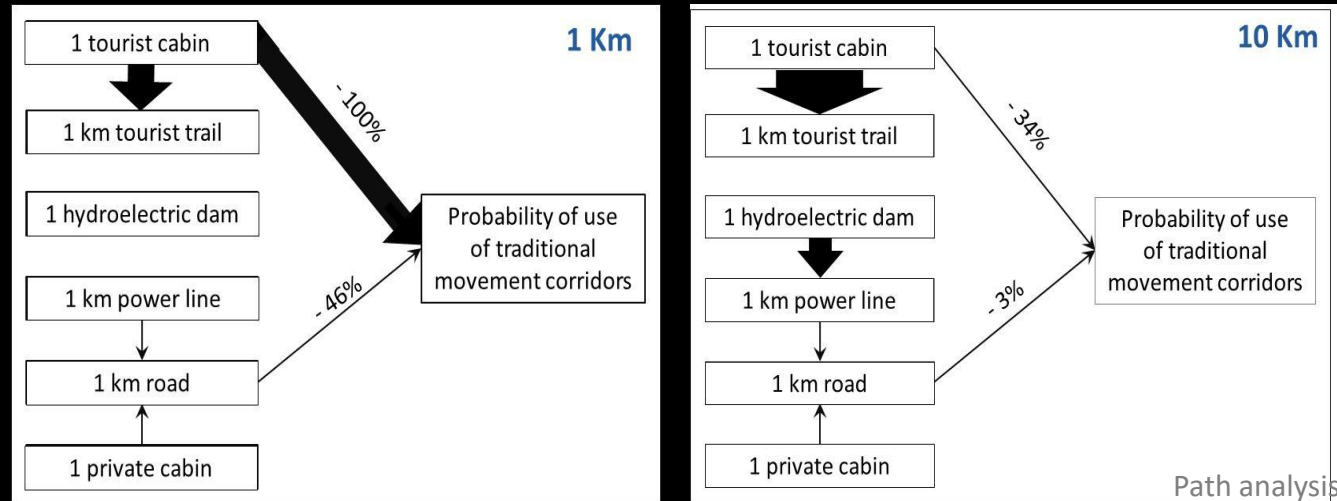 1 Km
1 tourist cabin
- 100%
1 km tourist trail
1 hydroelectric dam
Probability of use
of traditional
movement corridors
1 km power line
- 46%
1 km road
1 private cabin
10 Km
1 tourist cabin
- 34%
1 km tourist trail
1 hydroelectric dam
Probability of use
of traditional
movement corridors
1 km power line
- 3%
1 km road
1 private cabin
Path analysis